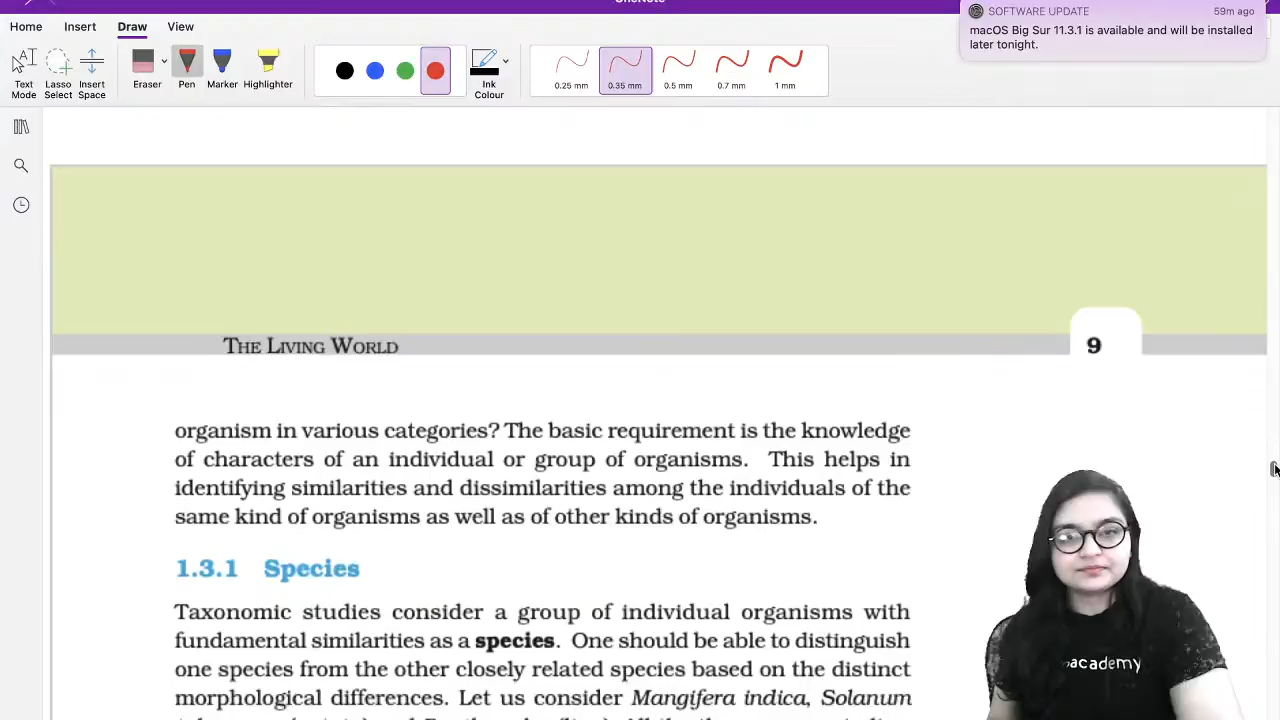 OneNote
Home Insert Draw View
SOFTWARE UPDATE 59m ago
macOS Big Sur 11.3.1 is available and will be installed
later tonight.
Text Mode
Lasso Select
Insert Space
Eraser
Pen
Marker
Highlighter
Ink Colour
0.25 mm
0.35 mm
0.5 mm
0.7 mm
1 mm
THE LIVING WORLD
9
organism in various categories? The basic requirement is the knowledge
of characters of an individual or group of organisms. This helps in
identifying similarities and dissimilarities among the individuals of the
same kind of organisms as well as of other kinds of organisms.
1.3.1 Species
Taxonomic studies consider a group of individual organisms with
fundamental similarities as a species. One should be able to distinguish
one species from the other closely related species based on the distinct
morphological differences. Let us consider Mangifera indica, Solanum
academy